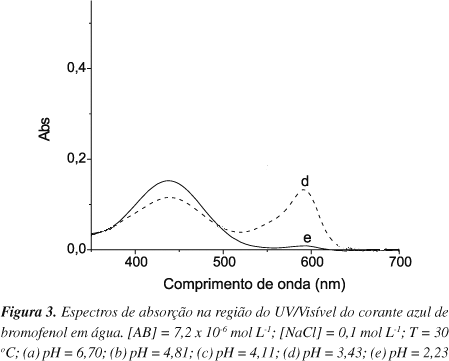 0,4
Abs
0,2
d
e
0,0
400
500
600
700
Comprimento de onda (nm)
Figura 3. Espectros de absorção na região do UV/Visível do corante azul de
bromofenol em água. [AB] = 7,2 x 10⁻⁶ mol L⁻¹; [NaCl] = 0,1 mol L⁻¹; T = 30
ºC; (a) pH = 6,70; (b) pH = 4,81; (c) pH = 4,11; (d) pH = 3,43; (e) pH = 2,23